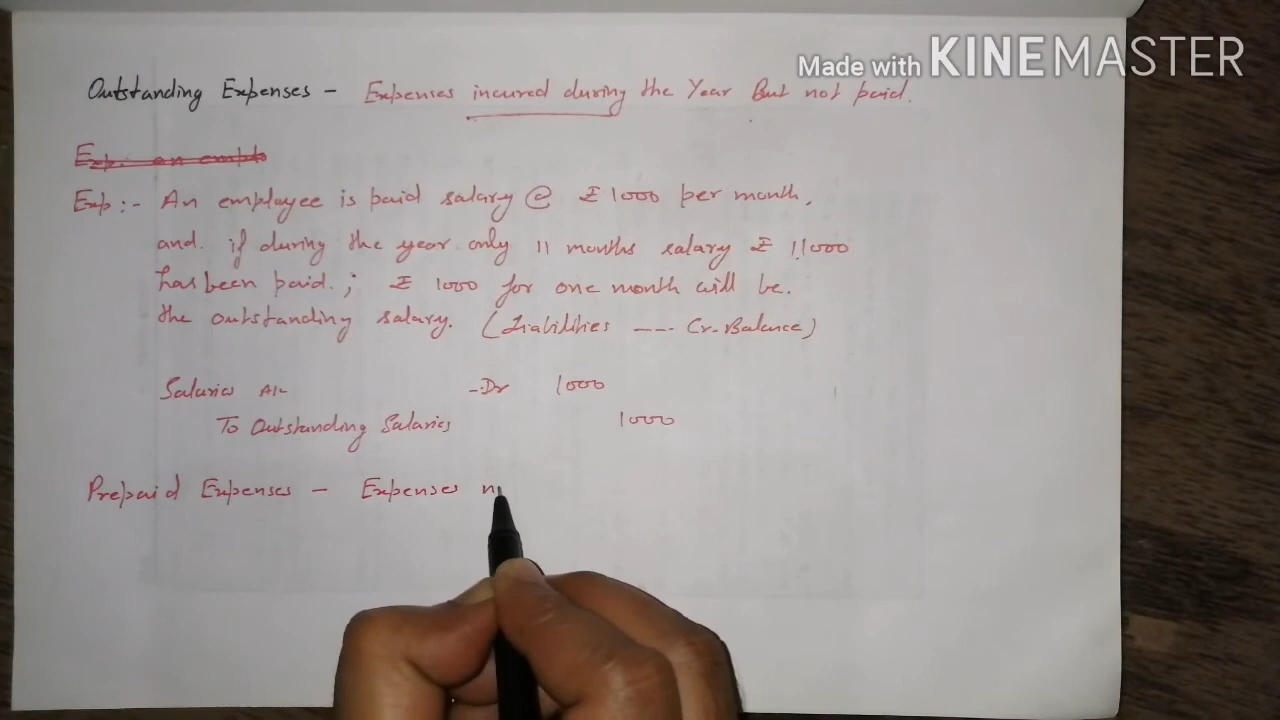 Made with KINEMASTER
Outstanding Expenses - Expenses incured during the Year But not paid.
Exp:- An employee is paid salary @ ₹ 1000 per month,
and. if during the year only 11 months salary ₹ 11000
has been paid. ; ₹ 1000 for one month will be.
the outstanding salary. (Liabilities ---- Cr. Balance)
Salaries A/c -Dr 1000
To Outstanding Salaries 1000
Prepaid Expenses - Expenses n